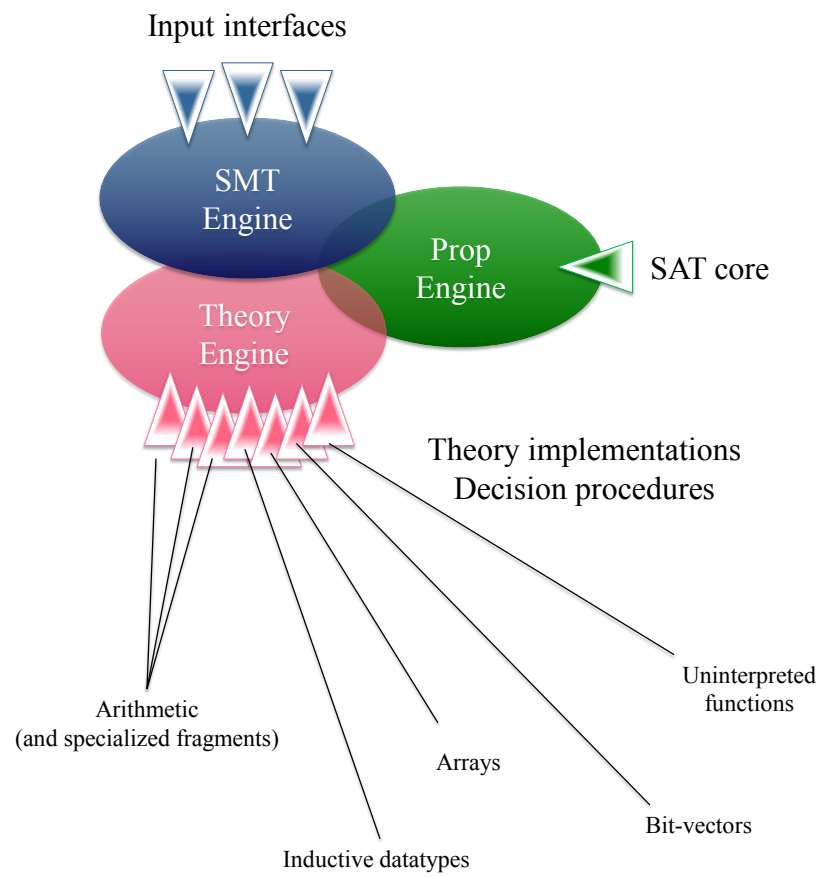 Input interfaces
SMT
Engine
Prop
Engine
SAT core
Theory
Engine
Theory implementations
Decision procedures
Uninterpreted
functions
Arithmetic
(and specialized fragments)
Arrays
Bit-vectors
Inductive datatypes